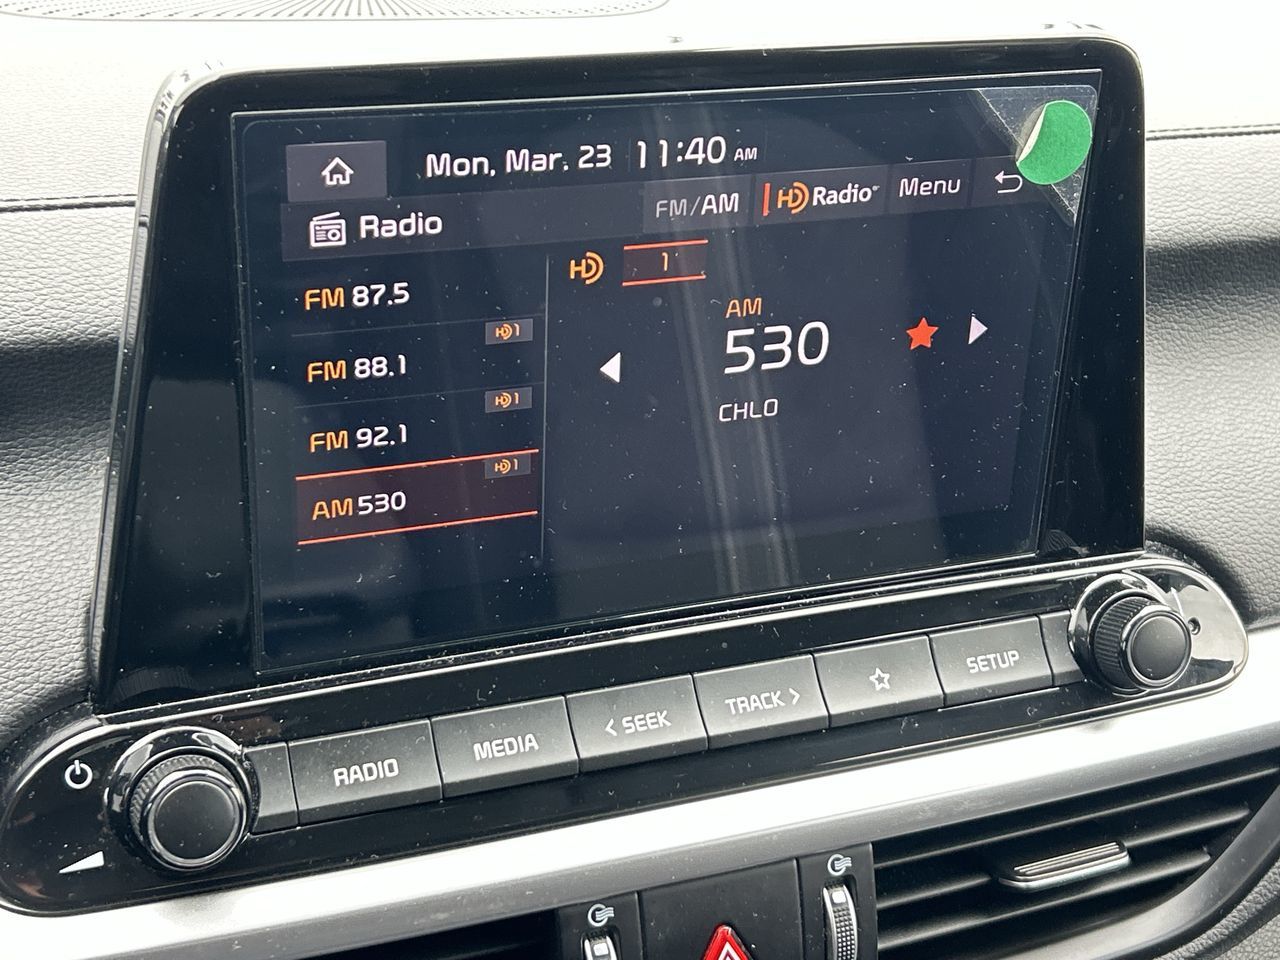 Mon, Mar. 23 11:40 AM
Radio FM/AM HD Radio Menu
FM 87.5
HD 1
FM 88.1
HD 1
FM 92.1
HD 1
AM 530
HD 1
AM
530
CHLO
RADIO MEDIA < SEEK TRACK > SETUP